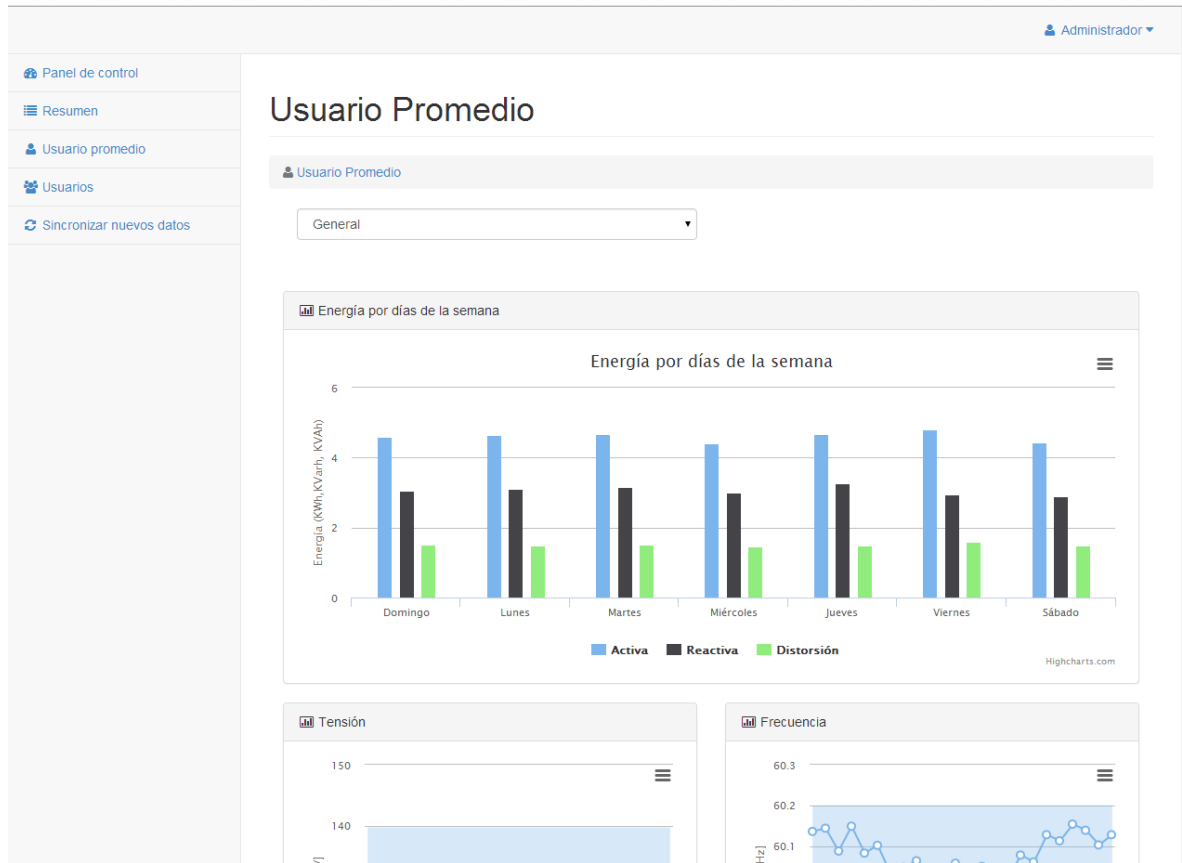 Administrador
Panel de control
Resumen
Usuario promedio
Usuarios
Sincronizar nuevos datos
Usuario Promedio
Usuario Promedio
General
Energía por días de la semana
Energía por días de la semana
Energía (KWh,KVarh, KVAh)
6
4
2
0
Domingo Lunes Martes Miércoles Jueves Viernes Sábado
Activa Reactiva Distorsión
Highcharts.com
Tensión
150
140
Frecuencia
60.3
60.2
60.1
Hz]